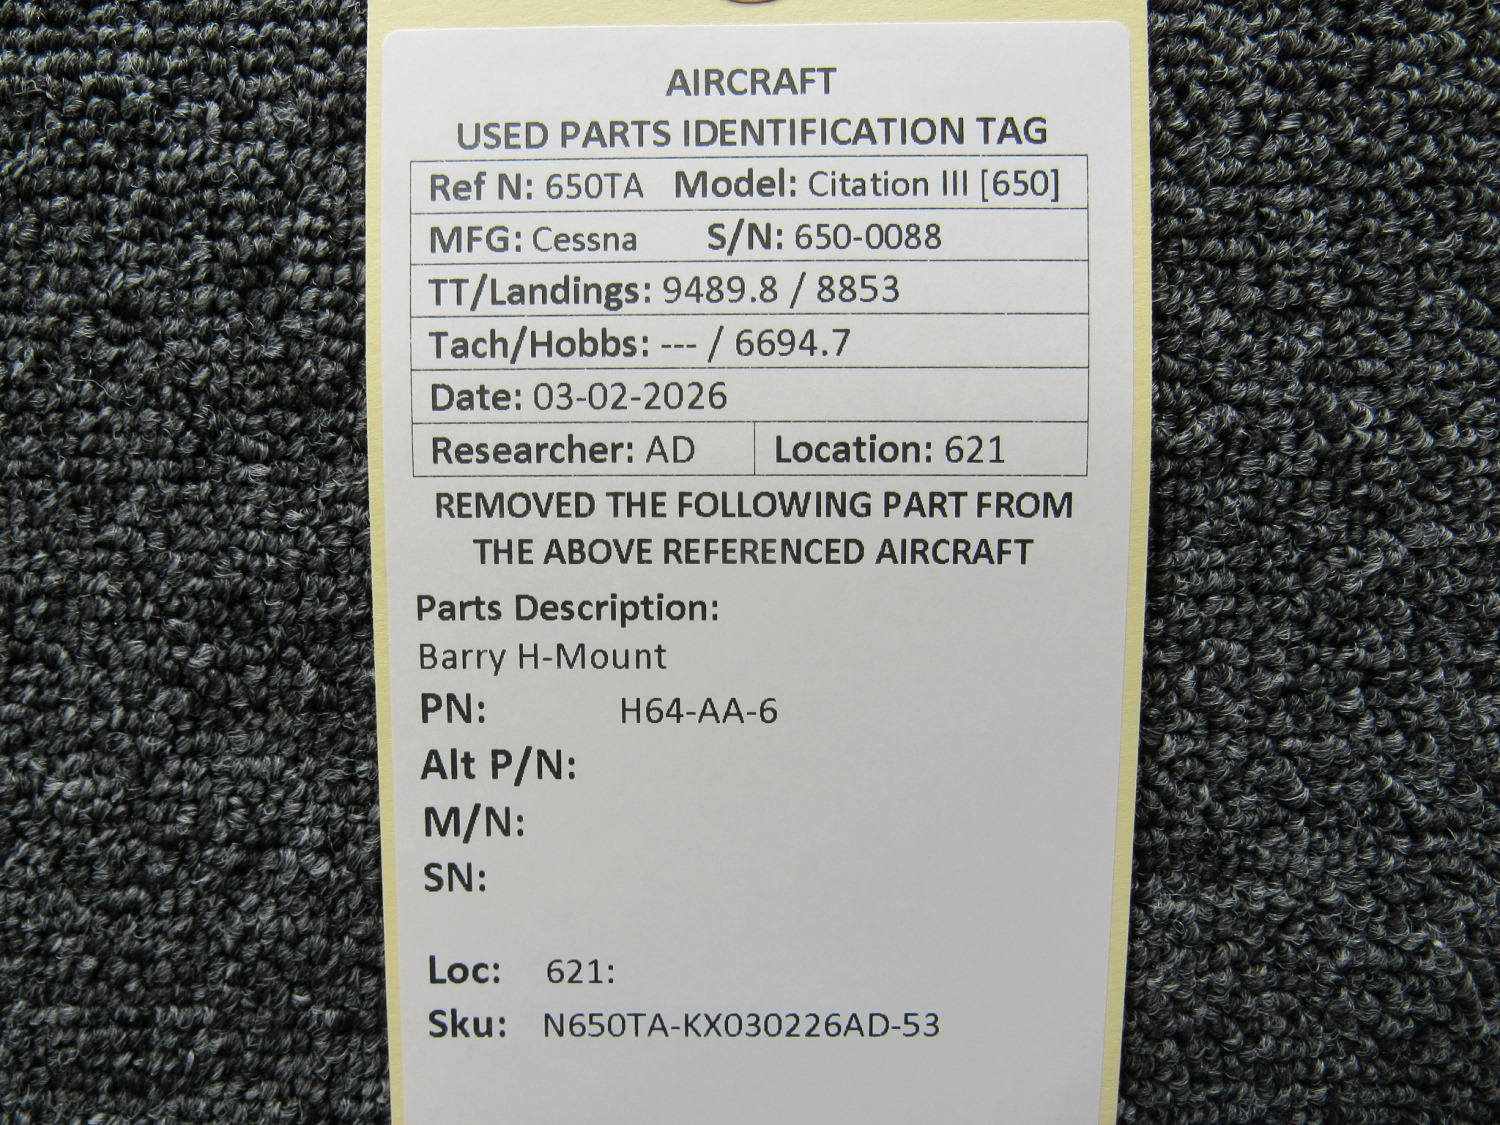 AIRCRAFT
USED PARTS IDENTIFICATION TAG
Ref N: 650TA Model: Citation III [650]
MFG: Cessna S/N: 650-0088
TT/Landings: 9489.8 / 8853
Tach/Hobbs: --- / 6694.7
Date: 03-02-2026
Researcher: AD Location: 621
REMOVED THE FOLLOWING PART FROM
THE ABOVE REFERENCED AIRCRAFT
Parts Description:
Barry H-Mount
PN: H64-AA-6
Alt P/N:
M/N:
SN:
Loc: 621:
Sku: N650TA-KX030226AD-53